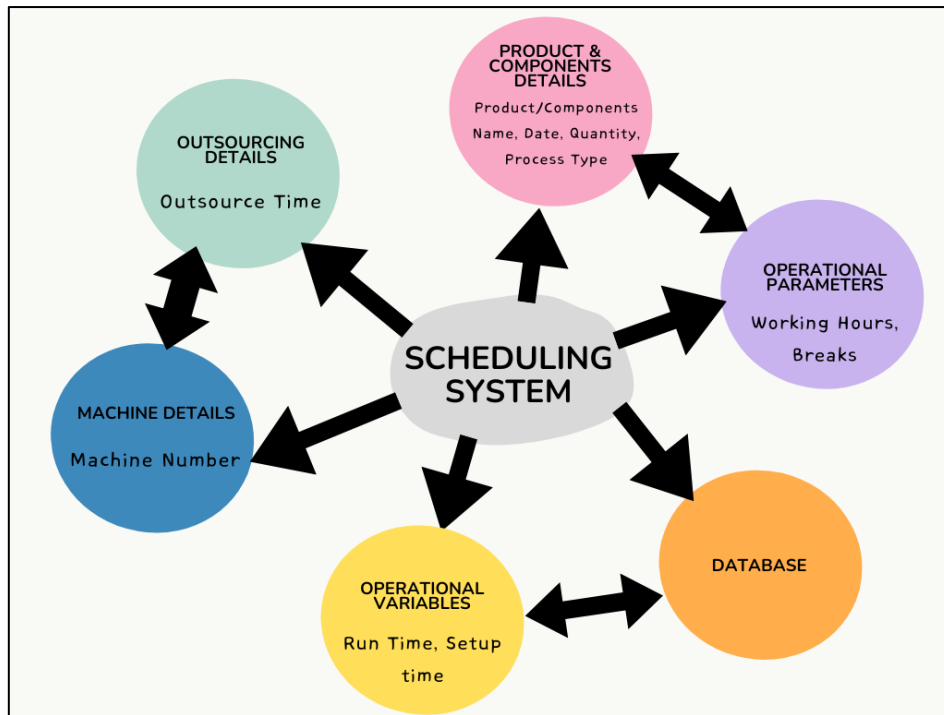 PRODUCT &
COMPONENTS
DETAILS
Product/Components
Name, Date, Quantity,
Process Type
OUTSOURCING
DETAILS
Outsource Time
OPERATIONAL
PARAMETERS
Working Hours,
Breaks
SCHEDULING
SYSTEM
MACHINE DETAILS
Machine Number
DATABASE
OPERATIONAL
VARIABLES
Run Time, Setup
time